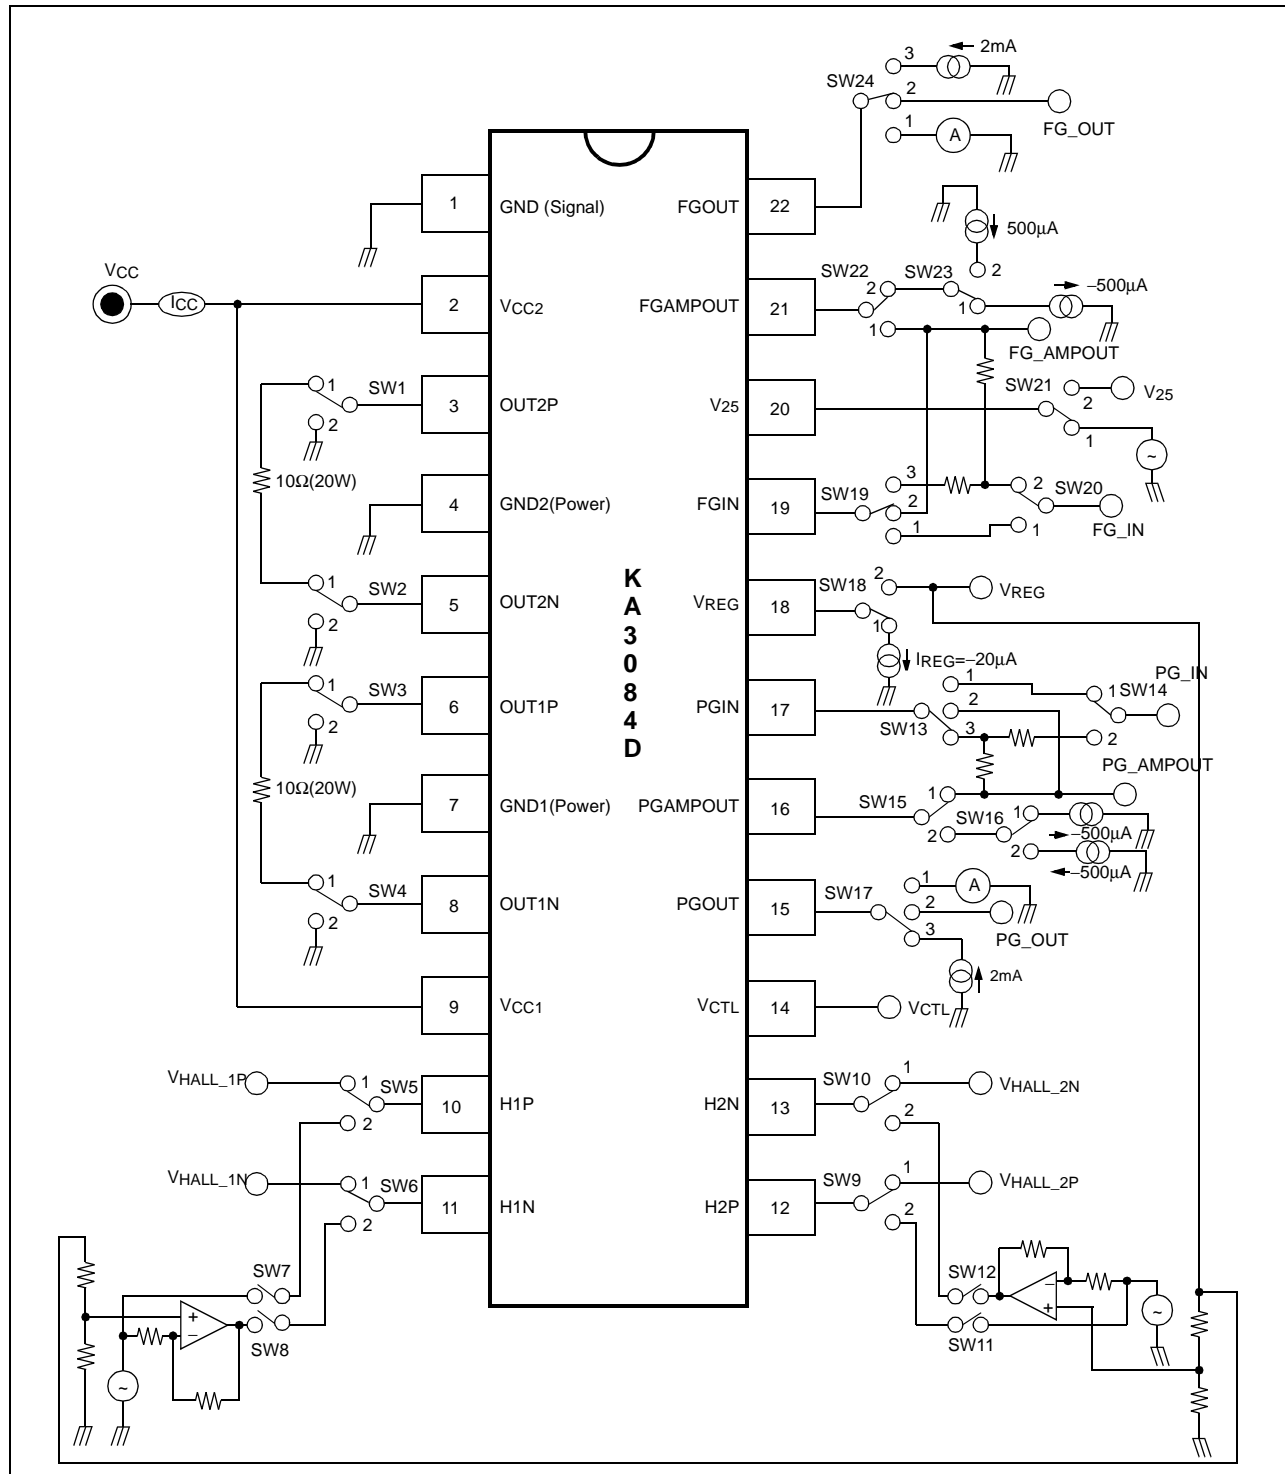 3
2mA
SW24
2
FG_OUT
1
A
1
GND (Signal)
FGOUT
22
500µA
2
VCC
ICC
2
VCC2
FGAMPOUT
21
SW22
2
SW23
1
–500µA
1
FG_AMPOUT
1
SW1
2
3
OUT2P
V25
20
SW21
2
V25
1
~
10Ω(20W)
4
GND2(Power)
FGIN
19
SW19
3
2
1
2
SW20
1
FG_IN
1
SW2
2
5
OUT2N
VREG
18
SW18
2
VREG
1
IREG=–20µA
K
A
3
0
8
4
D
1
SW3
2
6
OUT1P
PGIN
17
SW13
1
2
3
1
SW14
PG_IN
2
PG_AMPOUT
10Ω(20W)
7
GND1(Power)
PGAMPOUT
16
SW15
1
2
SW16
1
–500µA
2
–500µA
1
SW4
2
8
OUT1N
PGOUT
15
SW17
1
A
2
3
PG_OUT
2mA
9
VCC1
VCTL
14
VCTL
VHALL_1P
1
SW5
2
10
H1P
H2N
13
SW10
1
2
VHALL_2N
VHALL_1N
1
SW6
2
11
H1N
H2P
12
SW9
1
2
VHALL_2P
SW7
SW8
+
–
~
SW12
SW11
–
+
~